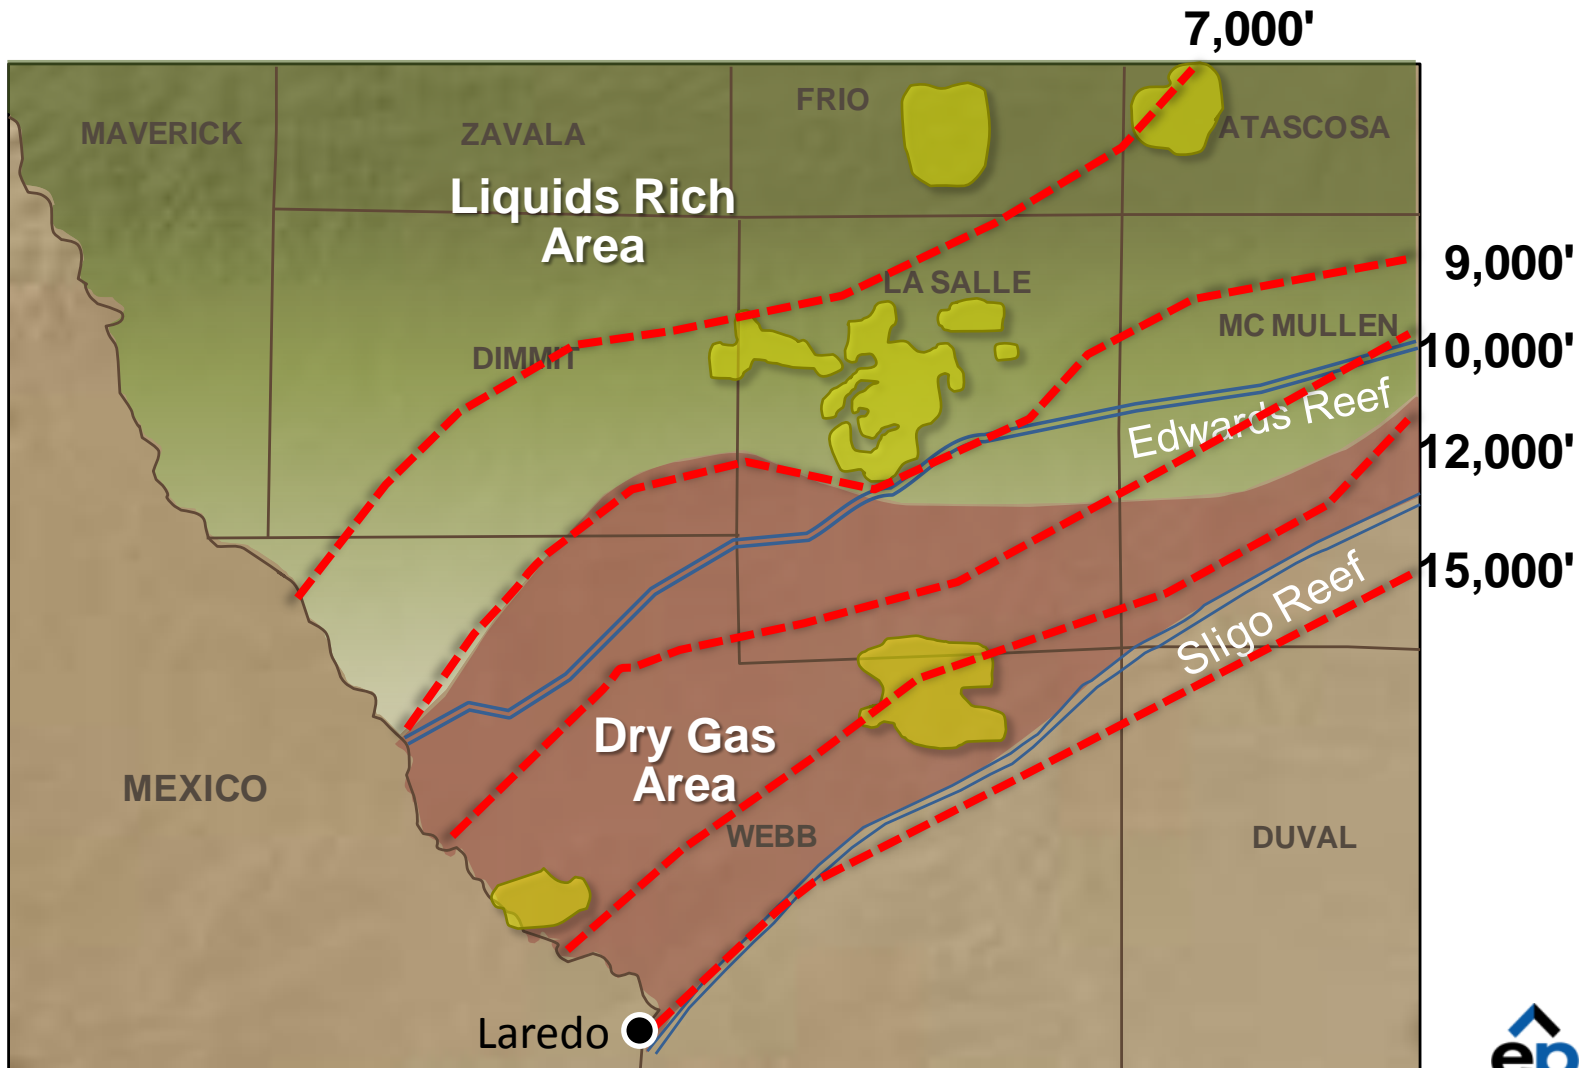 7,000'
FRIO
MAVERICK
ZAVALA
ATASCOSA
Liquids Rich
Area
9,000'
LA SALLE
MC MULLEN
10,000'
DIMMIT
Edwards Reef
12,000'
15,000'
Sligo Reef
Dry Gas
Area
MEXICO
WEBB
DUVAL
Laredo
ep